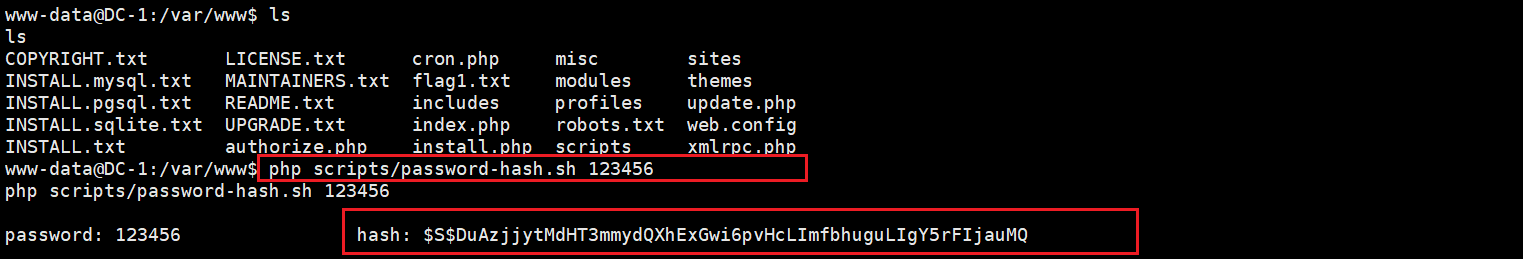 www-data@DC-1:/var/www$ ls
ls
COPYRIGHT.txt LICENSE.txt cron.php misc sites
INSTALL.mysql.txt MAINTAINERS.txt flag1.txt modules themes
INSTALL.pgsql.txt README.txt includes profiles update.php
INSTALL.sqlite.txt UPGRADE.txt index.php robots.txt web.config
INSTALL.txt authorize.php install.php scripts xmlrpc.php
www-data@DC-1:/var/www$ php scripts/password-hash.sh 123456
php scripts/password-hash.sh 123456
password: 123456 hash: $S$DuAzjjytMdHT3mmydQXhExGwi6pvHcLImfbhuguLIgY5rFIjauMQ